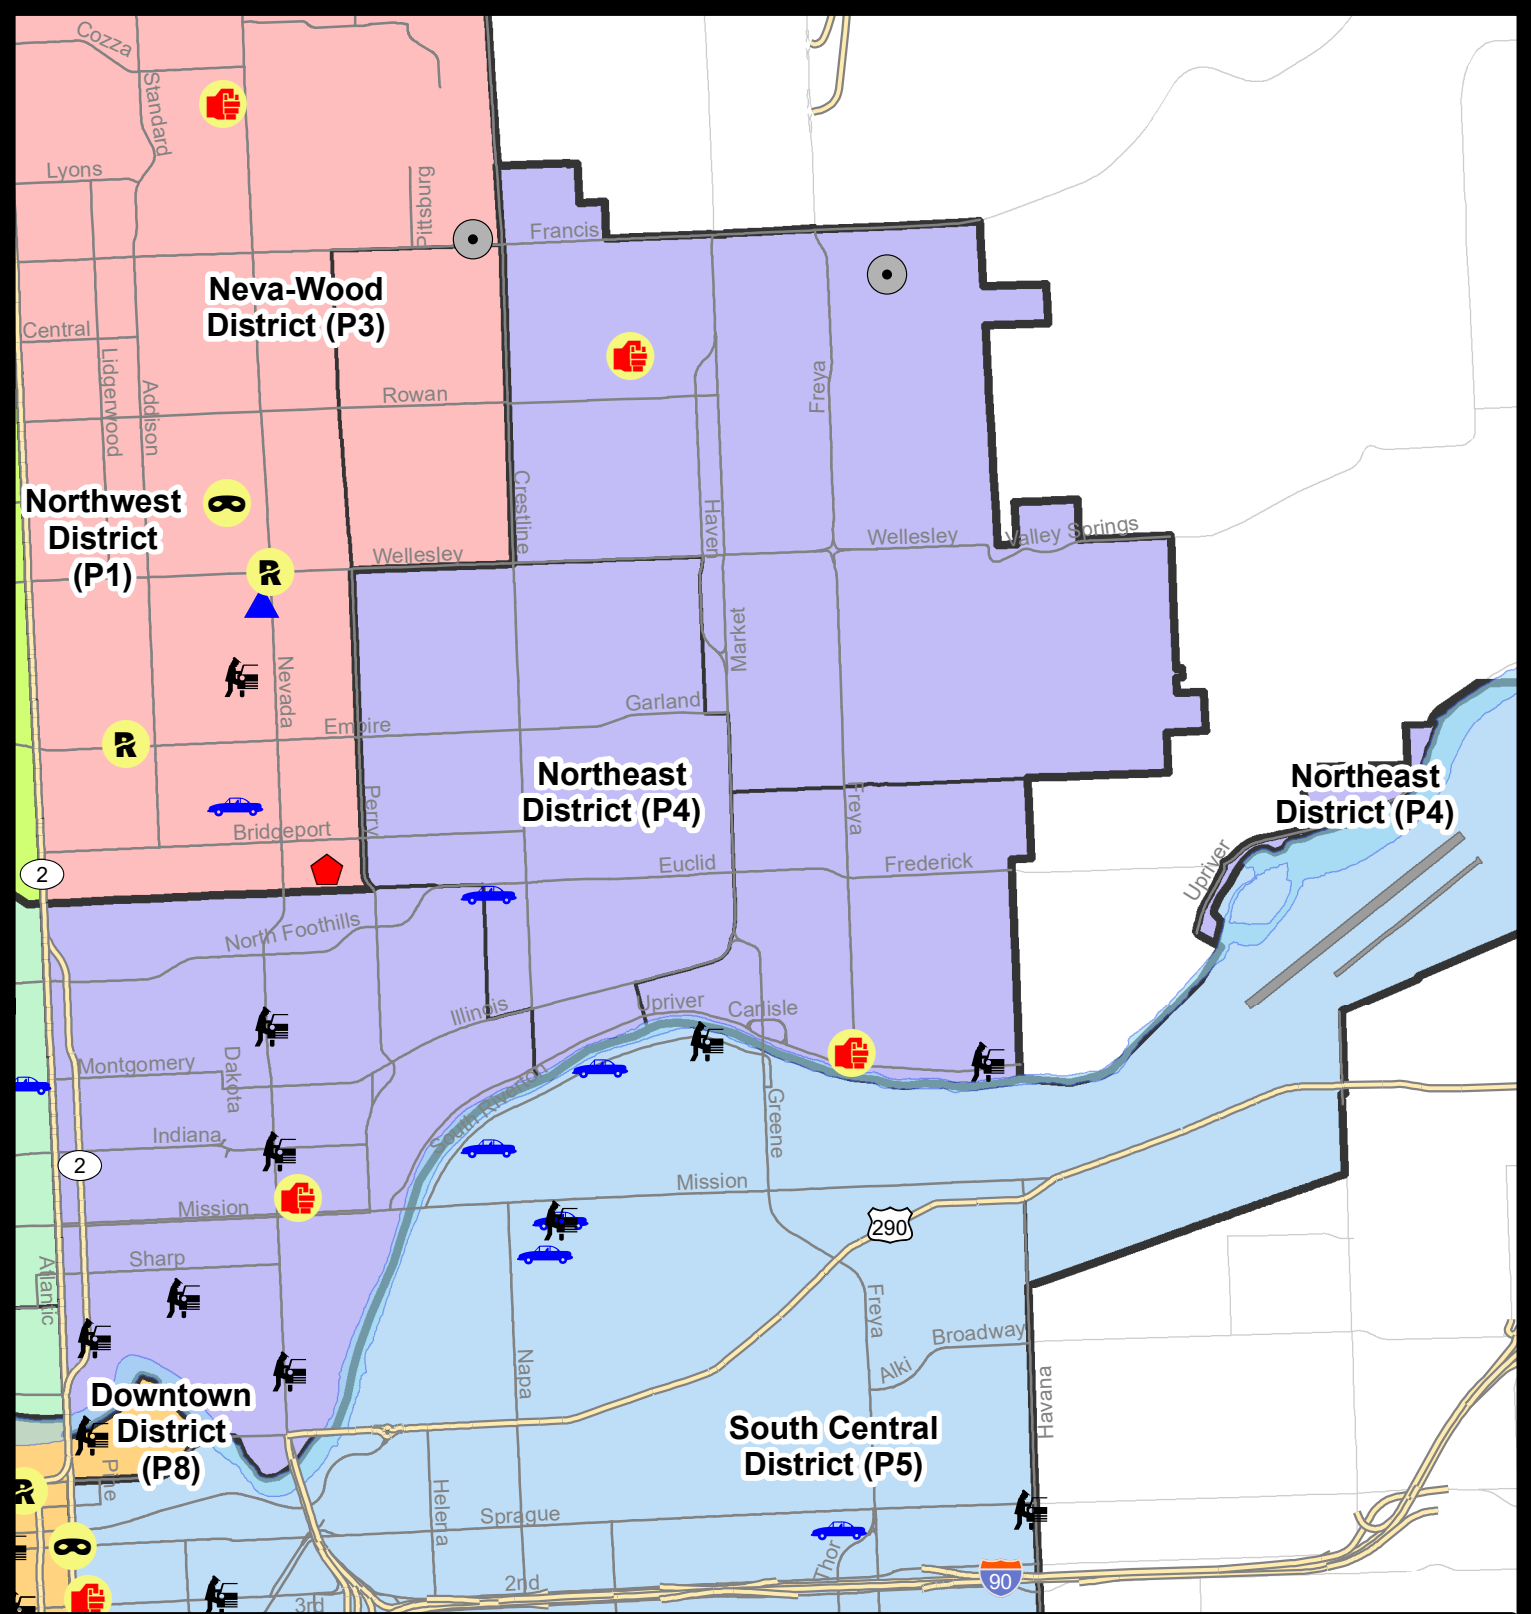 Cozza
Standard
Lyons
Pittsburg
Francis
Neva-Wood
District (P3)
Central
Lidgerwood
Addison
Rowan
Freya
Northwest
District
(P1)
R
Crestline
Haven
Wellesley
Wellesley
Valley Springs
Market
Nevada
Garland
Empire
R
Northeast
District (P4)
Northeast
District (P4)
Perry
Freya
Bridgeport
Euclid
Frederick
Upriver
2
North Foothills
Illinois
Upriver
Carlisle
Montgomery
Dakota
South Riverton
Greene
Indiana
2
Mission
Mission
290
Sharp
Atlantic
Freya
Broadway
Napa
Alki
Havana
Downtown
District
(P8)
South Central
District (P5)
Pine
R
Helena
Sprague
Thor
2nd
90
3rd